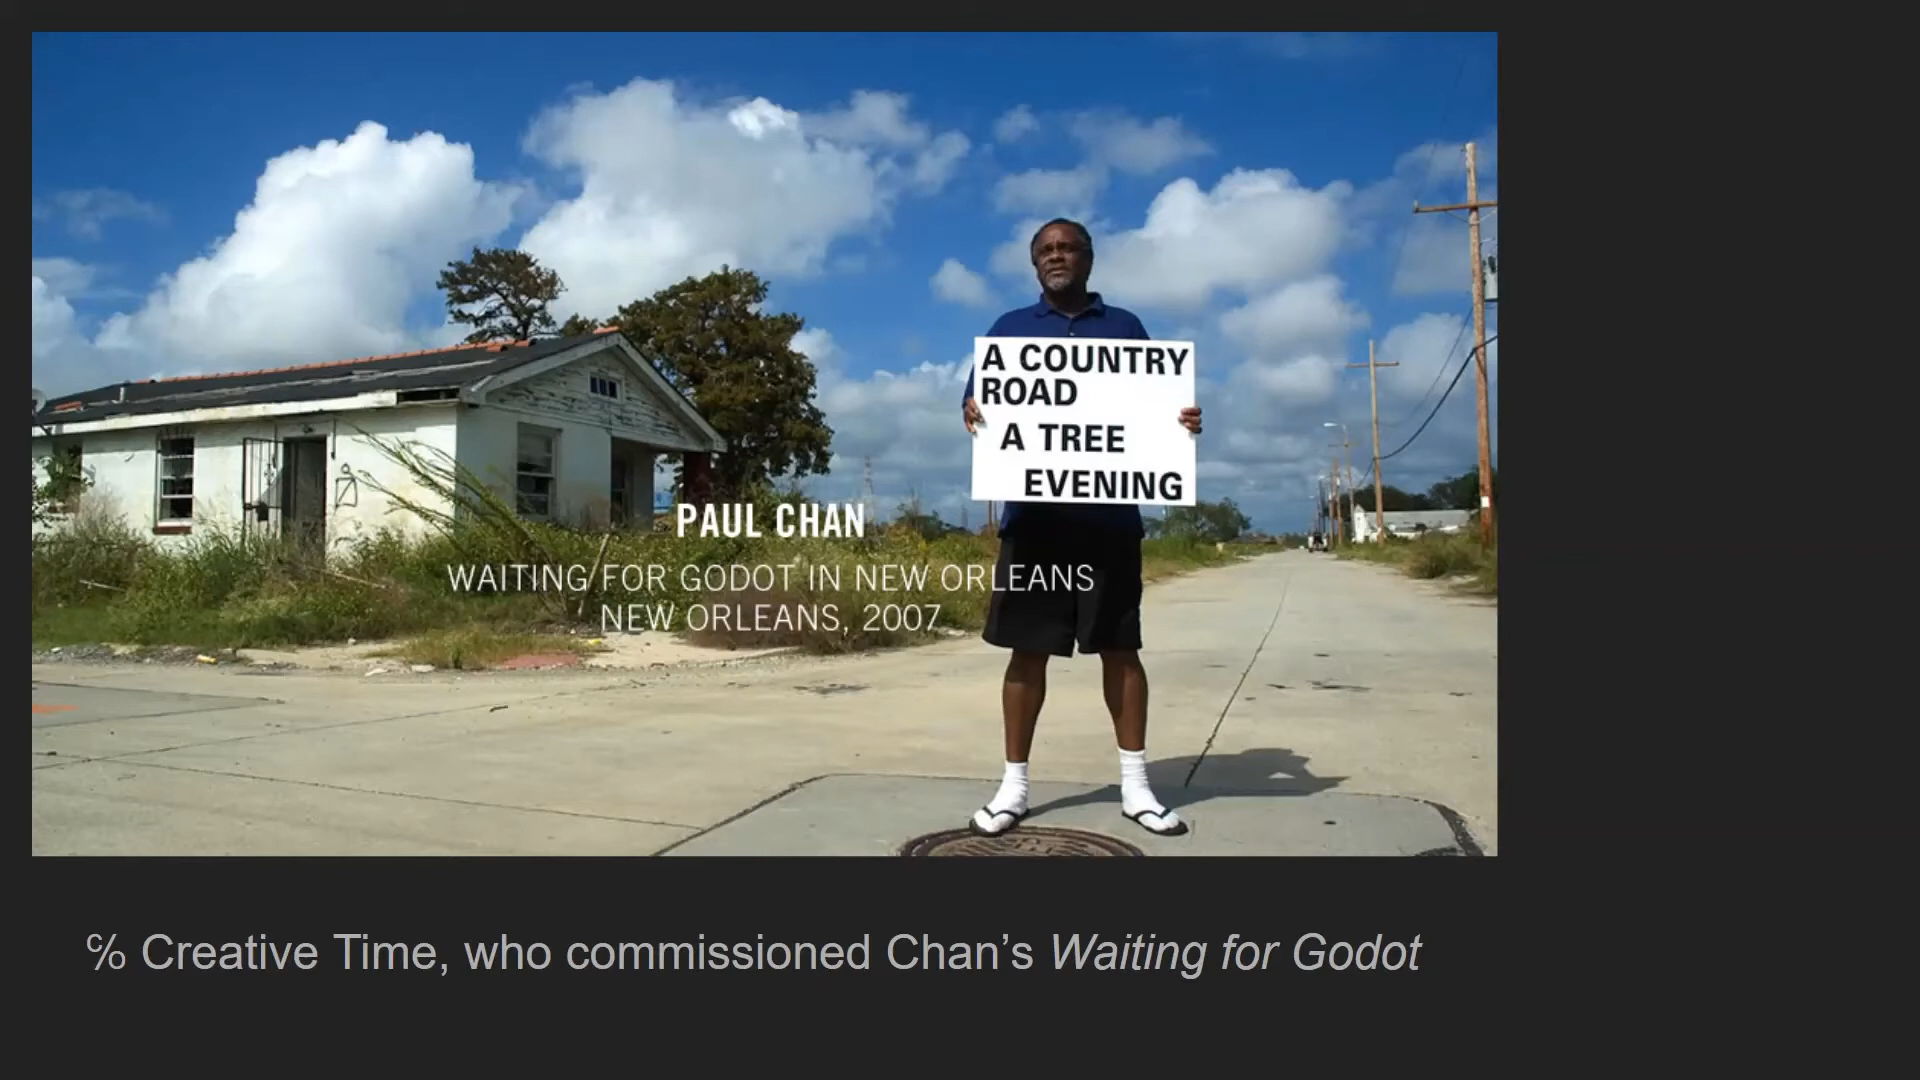 A COUNTRY
ROAD
A TREE
EVENING
PAUL CHAN
WAITING FOR GODOT IN NEW ORLEANS
NEW ORLEANS, 2007
℅ Creative Time, who commissioned Chan’s Waiting for Godot